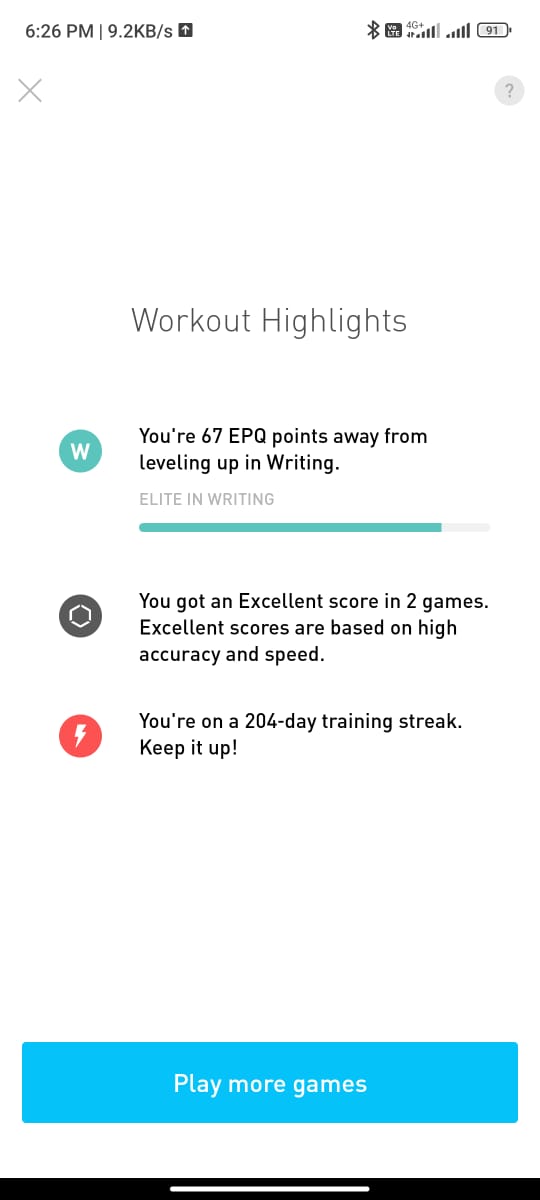 6:26 PM | 9.2KB/s
Vo
LTE
4G+
91
?
Workout Highlights
W
You're 67 EPQ points away from
leveling up in Writing.
ELITE IN WRITING
You got an Excellent score in 2 games.
Excellent scores are based on high
accuracy and speed.
You're on a 204-day training streak.
Keep it up!
Play more games